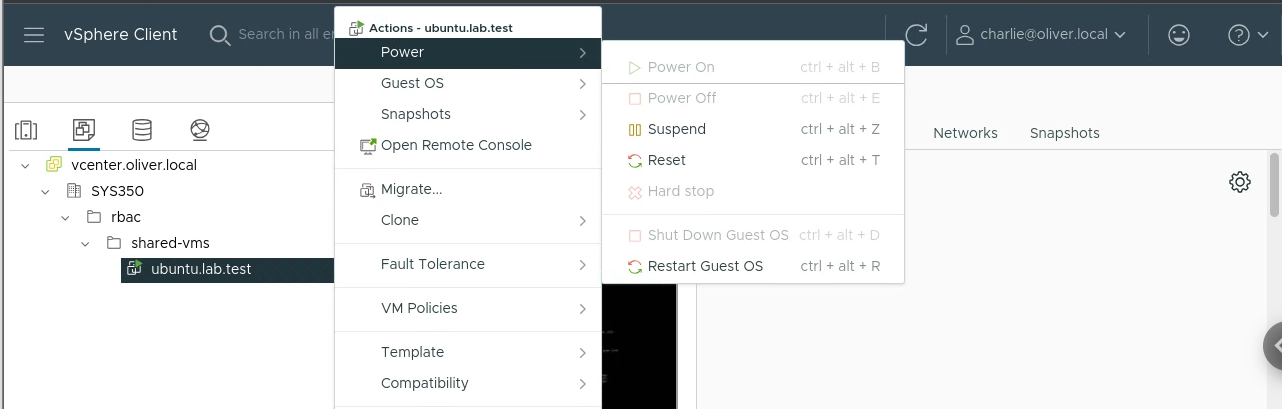 vSphere Client
Search in all en
charlie@oliver.local
Actions - ubuntu.lab.test
Power
Guest OS
Snapshots
Open Remote Console
Migrate...
Clone
Fault Tolerance
VM Policies
Template
Compatibility
Power On ctrl + alt + B
Power Off ctrl + alt + E
Suspend ctrl + alt + Z
Reset ctrl + alt + T
Hard stop
Shut Down Guest OS ctrl + alt + D
Restart Guest OS ctrl + alt + R
Networks Snapshots
vcenter.oliver.local
SYS350
rbac
shared-vms
ubuntu.lab.test